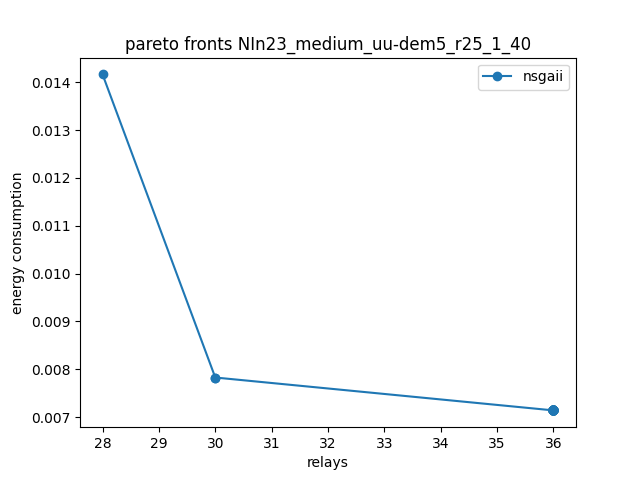 pareto fronts NIn23_medium_uu-dem5_r25_1_40
nsgaii
0.014
0.013
0.012
0.011
0.010
0.009
0.008
0.007
energy consumption
28 29 30 31 32 33 34 35 36
relays